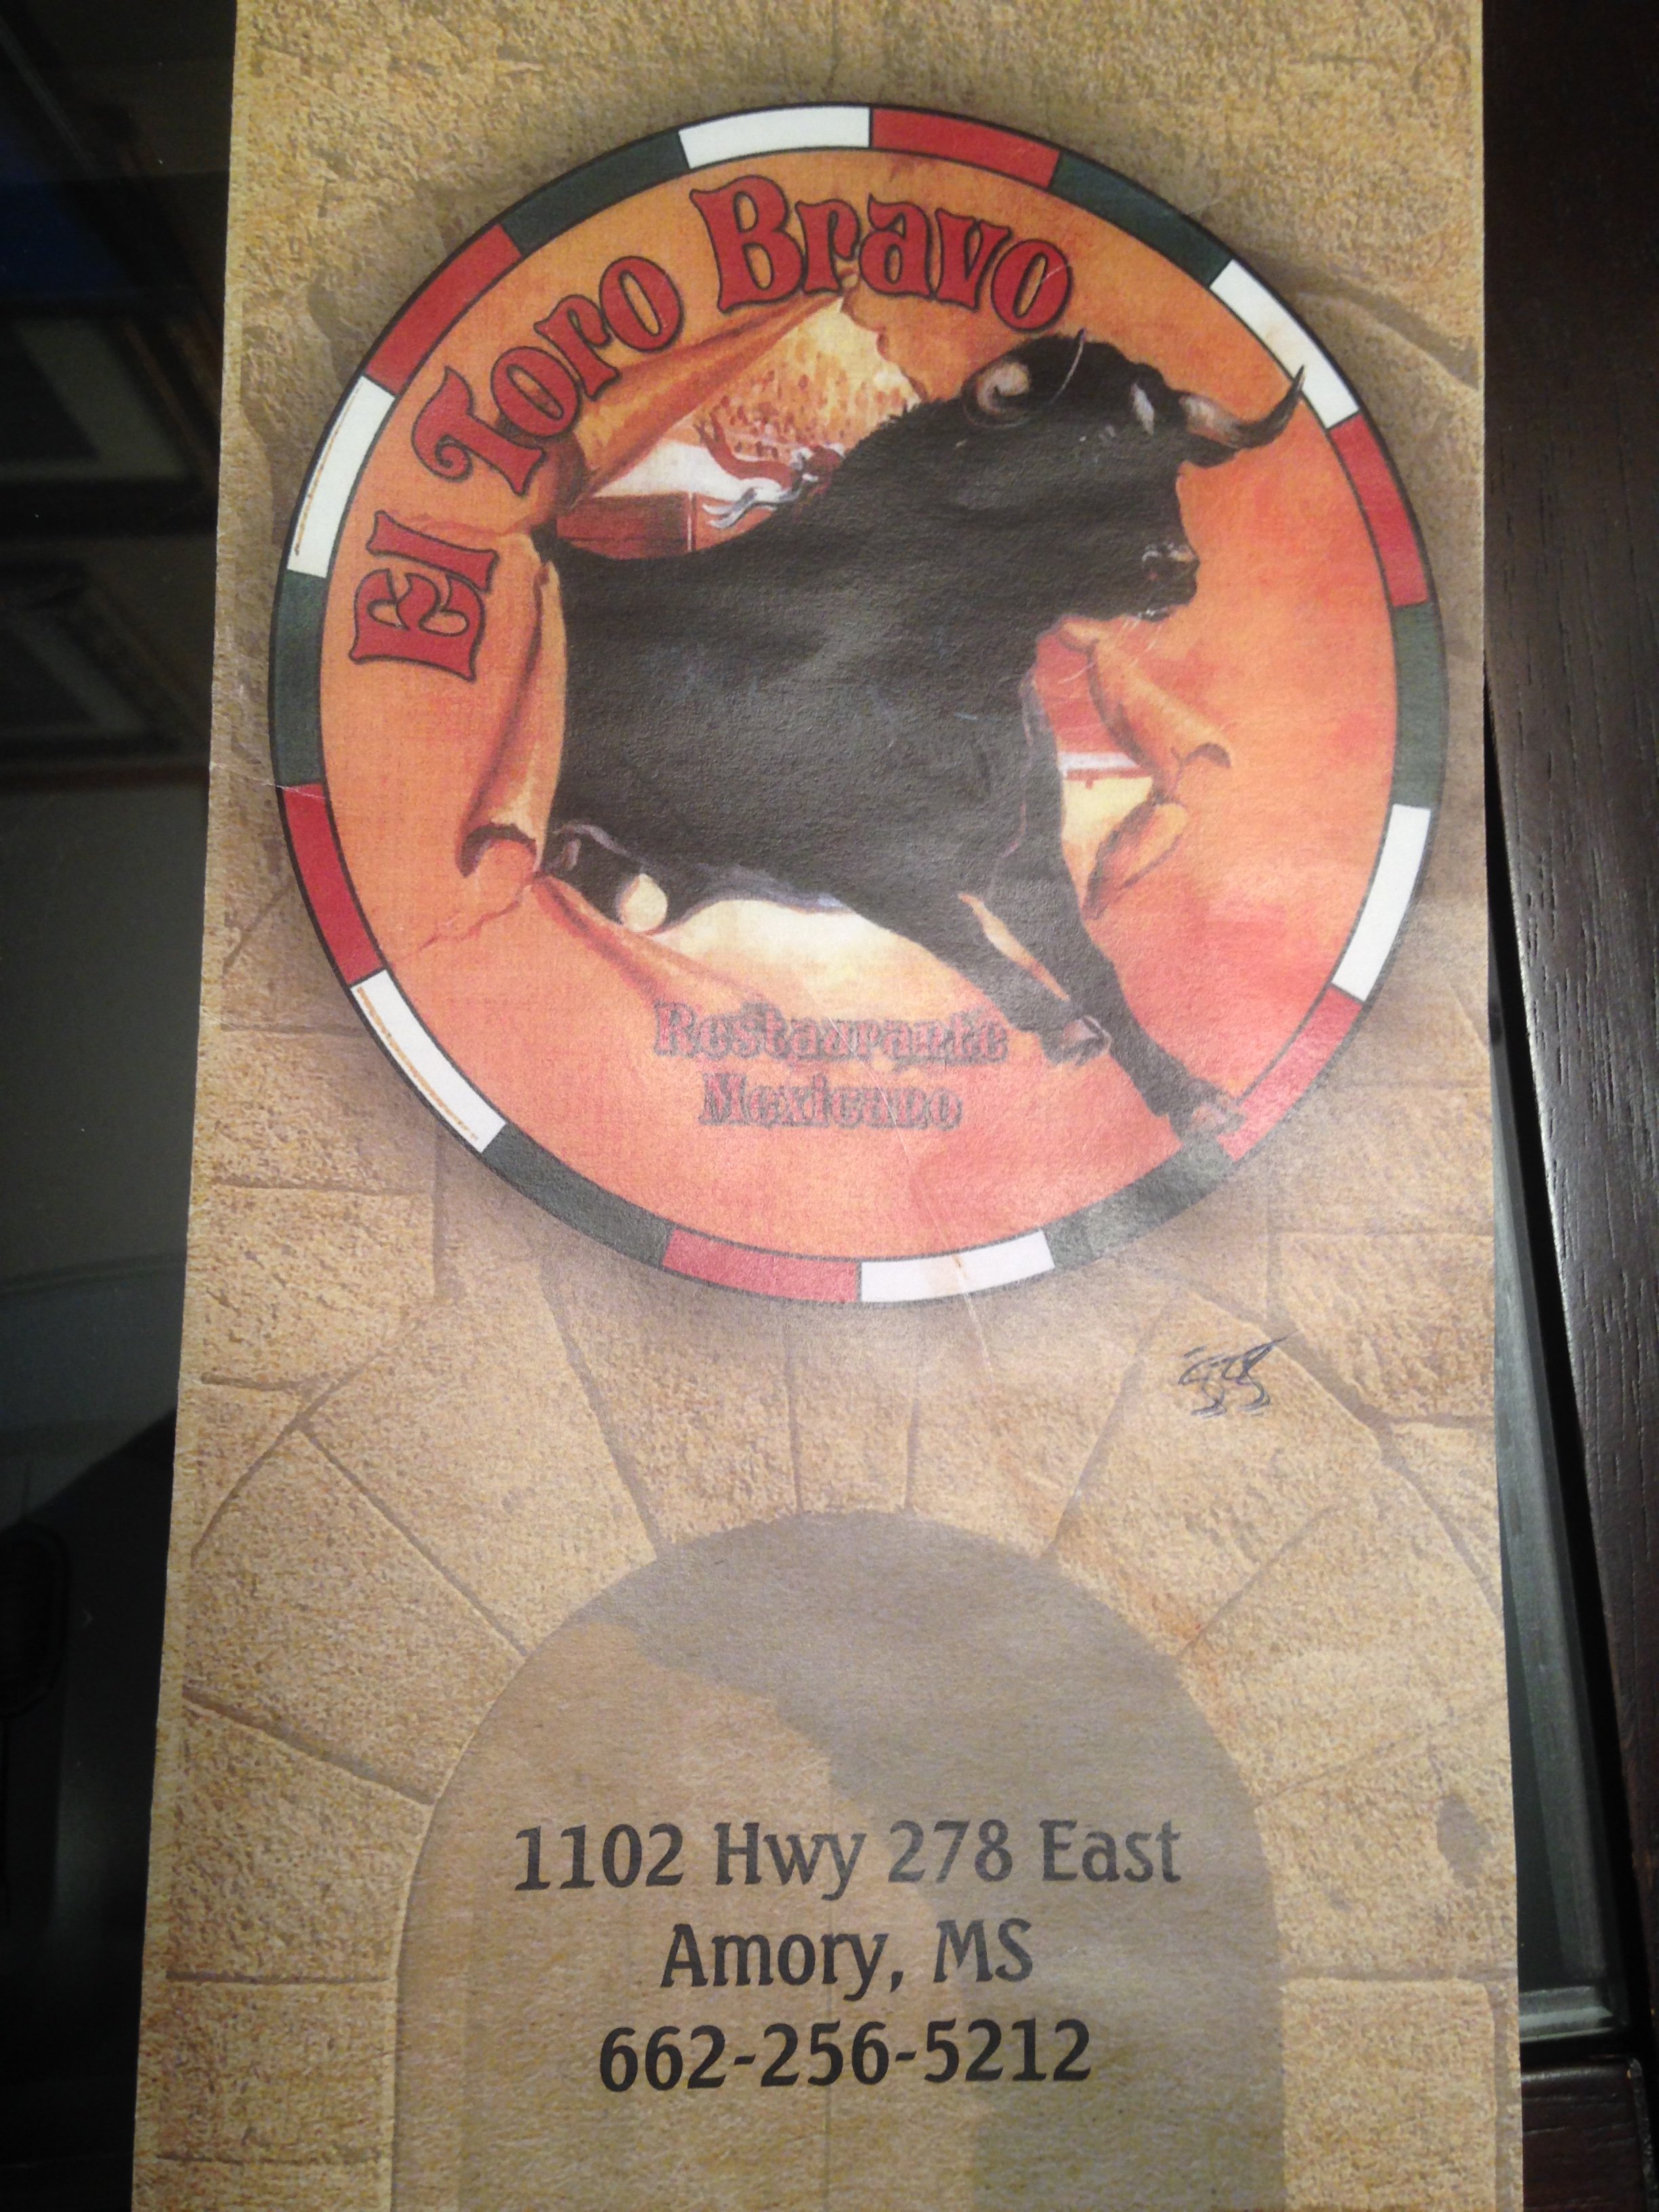 El Toro Bravo
Restaurante
Mexicano
1102 Hwy 278 East
Amory, MS
662-256-5212